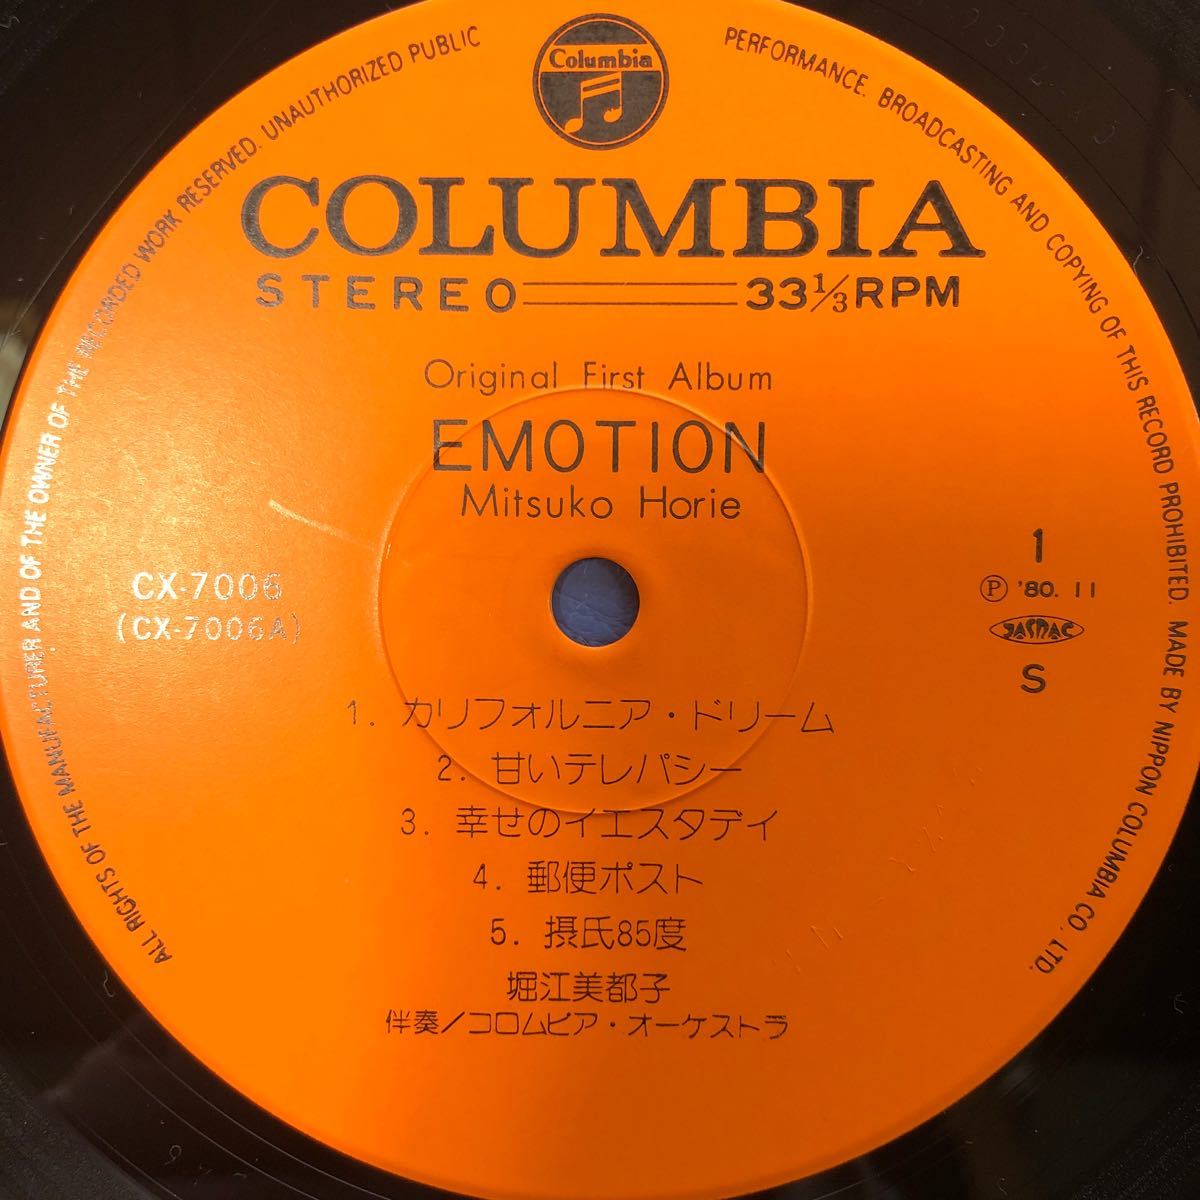 Columbia
COLUMBIA
STEREO 33⅓RPM
Original First Album
EMOTION
Mitsuko Horie
CX-7006
(CX-7006A)
1
Ⓟ '80. 11
JASRAC
S
1. カリフォルニア・ドリーム
2. 甘いテレパシー
3. 幸せのイエスタデイ
4. 郵便ポスト
5. 摂氏85度
堀江美都子
伴奏/コロムビア・オーケストラ
ALL RIGHTS OF THE MANUFACTURER AND OF THE OWNER OF THE RECORDED WORK RESERVED. UNAUTHORIZED PUBLIC PERFORMANCE. BROADCASTING AND COPYING OF THIS RECORD PROHIBITED. MADE BY NIPPON COLUMBIA CO. LTD.